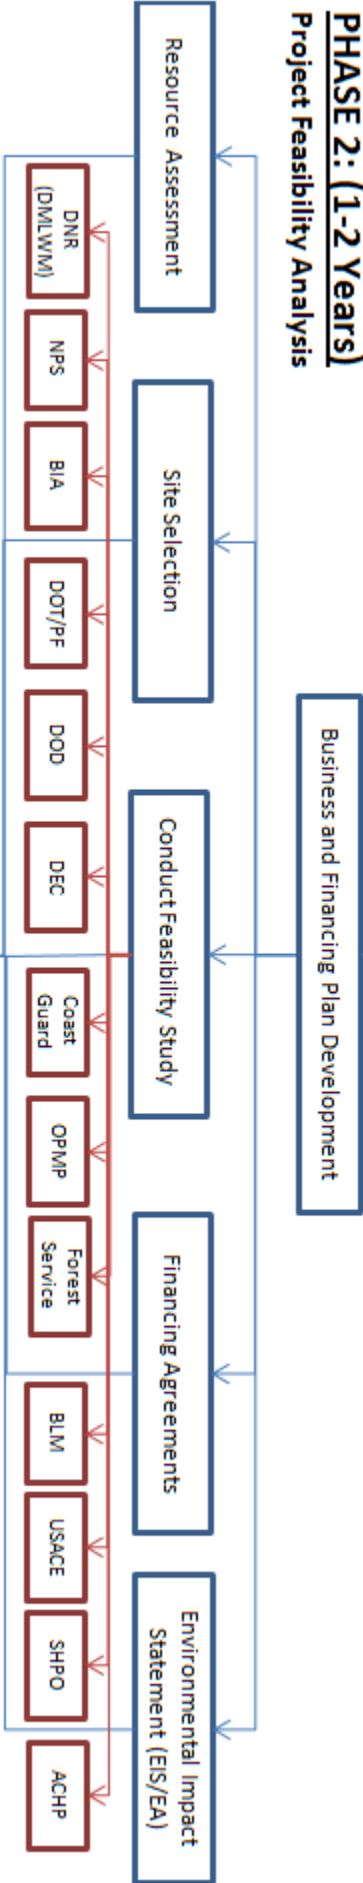 PHASE 2: (1-2 Years)
Project Feasibility Analysis
Business and Financing Plan Development
Resource Assessment
Site Selection
Conduct Feasibility Study
Financing Agreements
Environmental Impact
Statement (EIS/EA)
DNR
(DMLWM)
NPS
BIA
DOT/PF
DOD
DEC
Coast
Guard
OPMP
Forest
Service
BLM
USACE
SHPO
ACHP